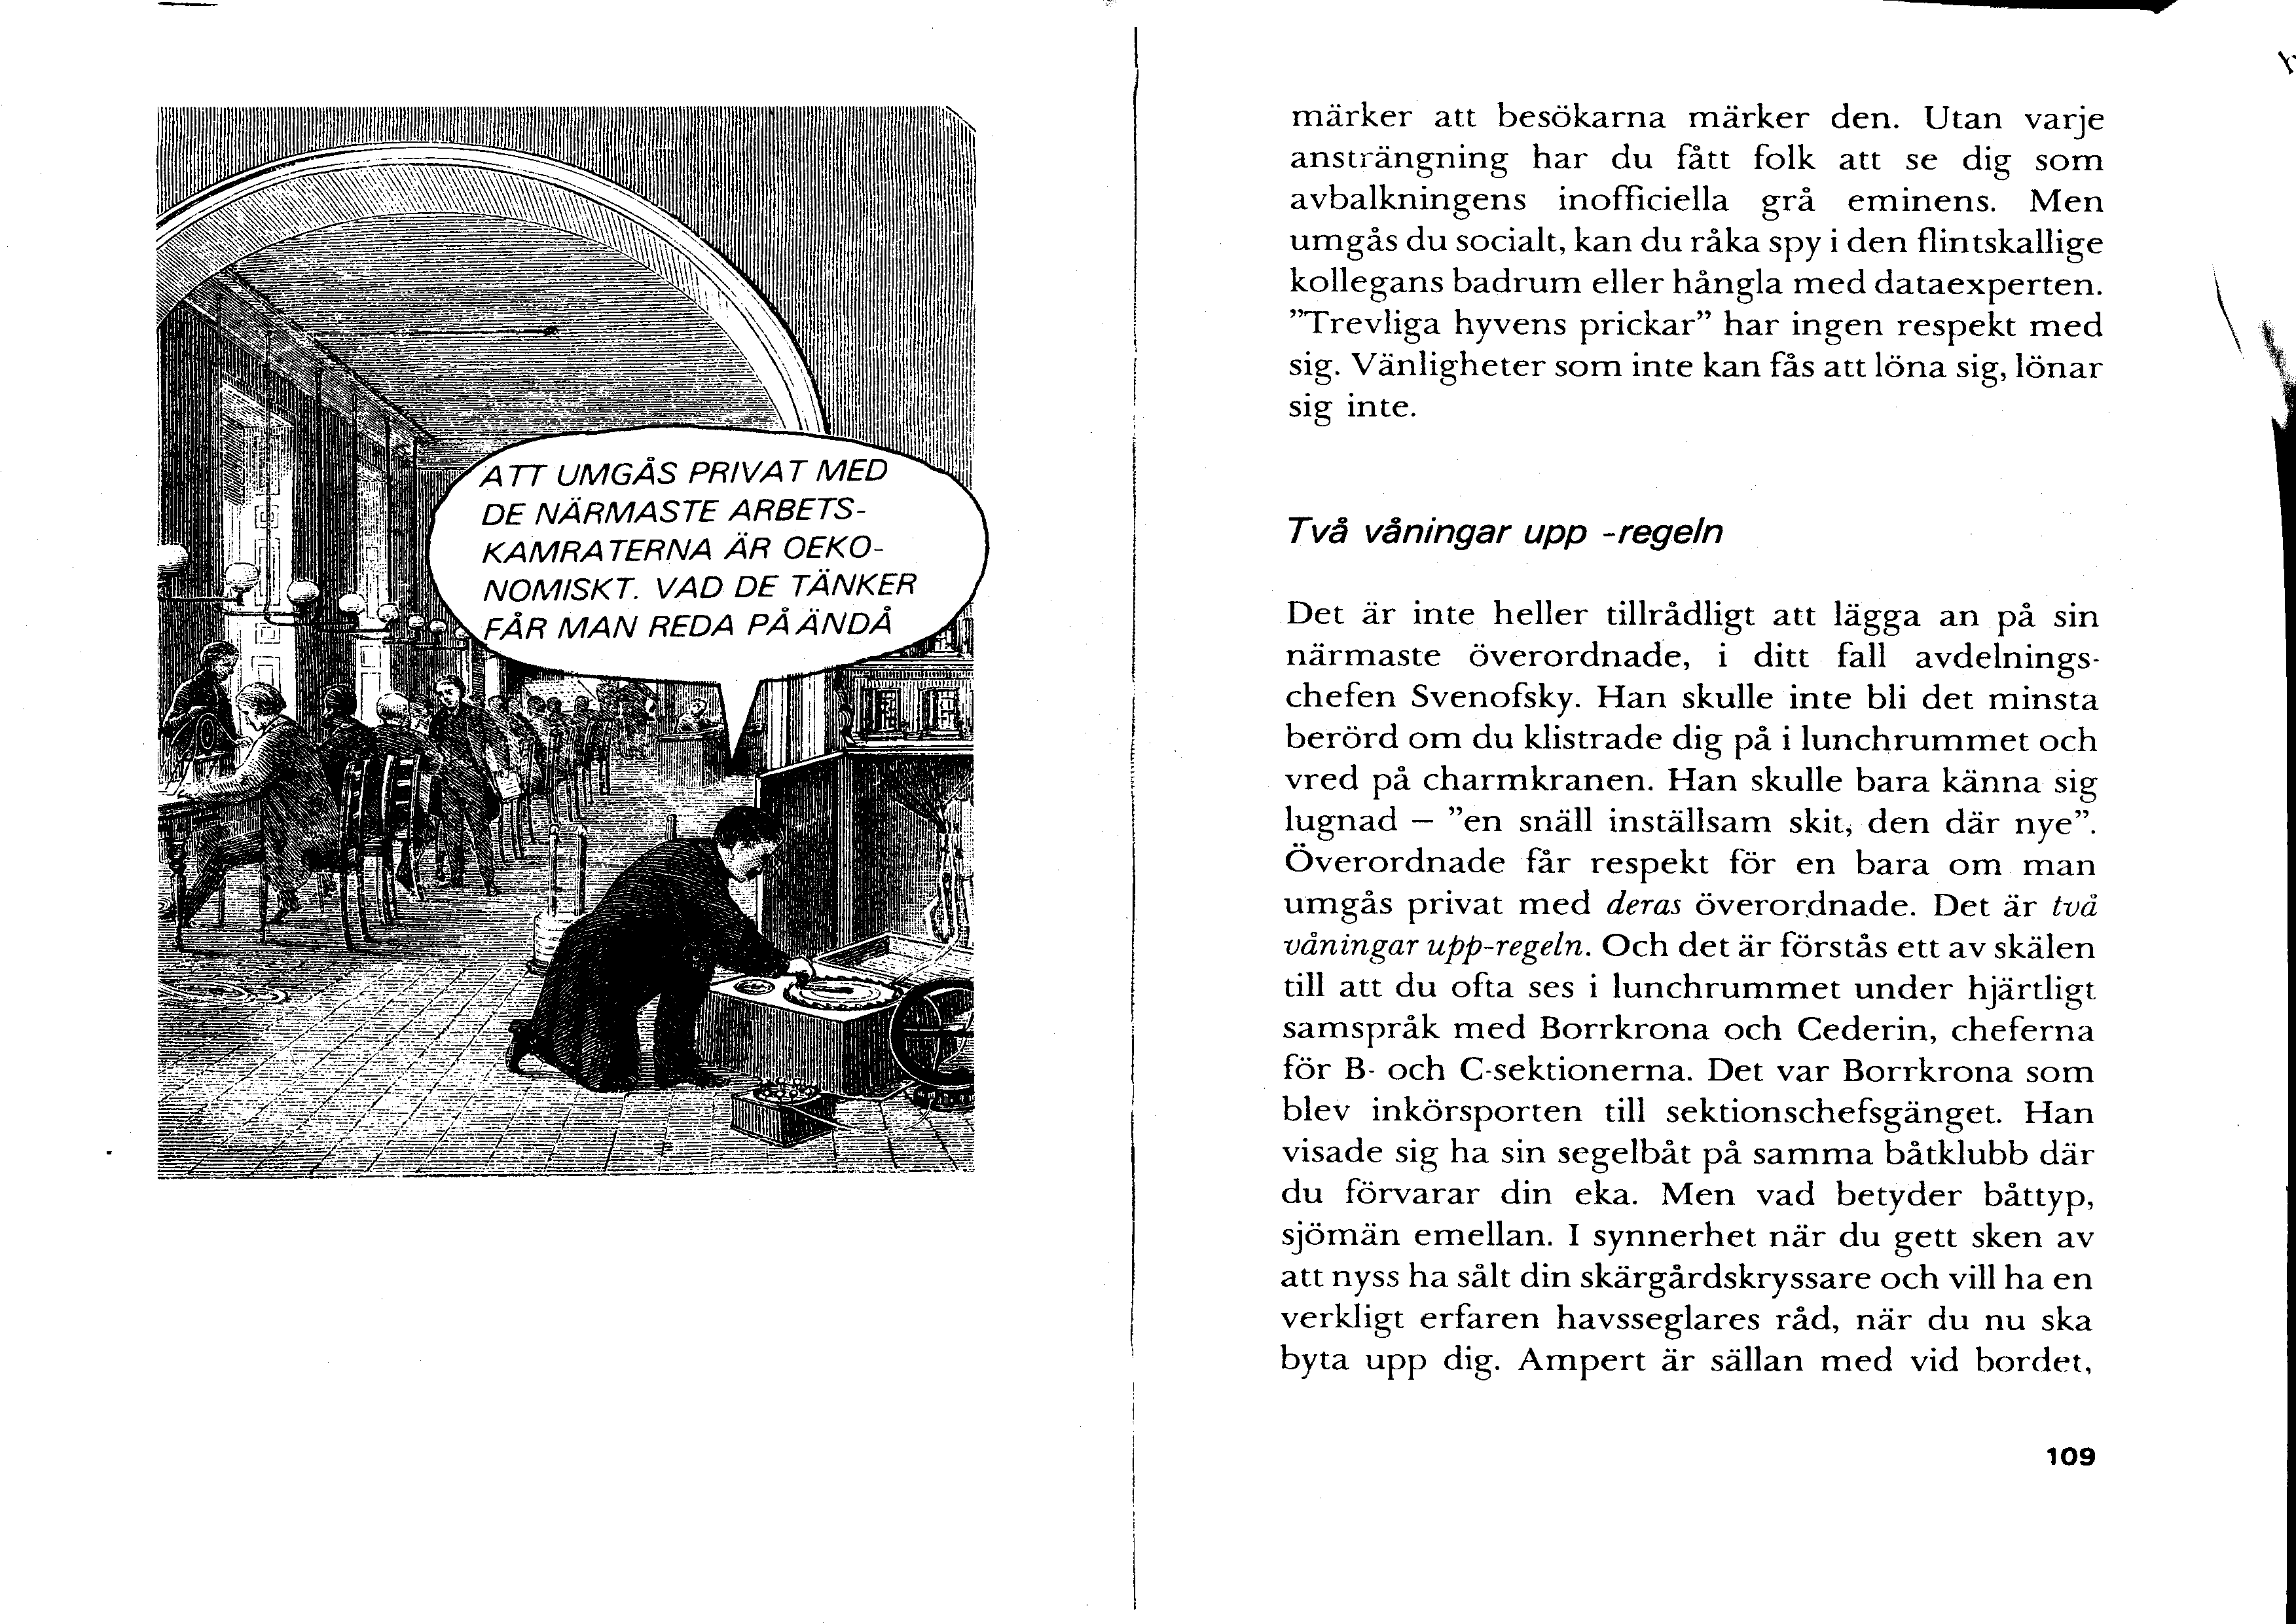 ATT UMGÅS PRIVAT MED
DE NÄRMASTE ARBETS-
KAMRATERNA ÄR OEKO-
NOMISKT. VAD DE TÄNKER
FÅR MAN REDA PÅ ÄNDÅ
märker att besökarna märker den. Utan varje
ansträngning har du fått folk att se dig som
avbalkningens inofficiella grå eminens. Men
umgås du socialt, kan du råka spy i den flintskallige
kollegans badrum eller hångla med dataexperten.
”Trevliga hyvens prickar” har ingen respekt med
sig. Vänligheter som inte kan fås att löna sig, lönar
sig inte.
Två våningar upp -regeln
Det är inte heller tillrådligt att lägga an på sin
närmaste överordnade, i ditt fall avdelnings-
chefen Svenofsky. Han skulle inte bli det minsta
berörd om du klistrade dig på i lunchrummet och
vred på charmkranen. Han skulle bara känna sig
lugnad – ”en snäll inställsam skit, den där nye”.
Överordnade får respekt för en bara om man
umgås privat med deras överordnade. Det är två
våningar upp-regeln. Och det är förstås ett av skälen
till att du ofta ses i lunchrummet under hjärtligt
samspråk med Borrkrona och Cederin, cheferna
för B- och C-sektionerna. Det var Borrkrona som
blev inkörsporten till sektionschefsgänget. Han
visade sig ha sin segelbåt på samma båtklubb där
du förvarar din eka. Men vad betyder båttyp,
sjömän emellan. I synnerhet när du gett sken av
att nyss ha sålt din skärgårdskryssare och vill ha en
verkligt erfaren havsseglares råd, när du nu ska
byta upp dig. Ampert är sällan med vid bordet,
109